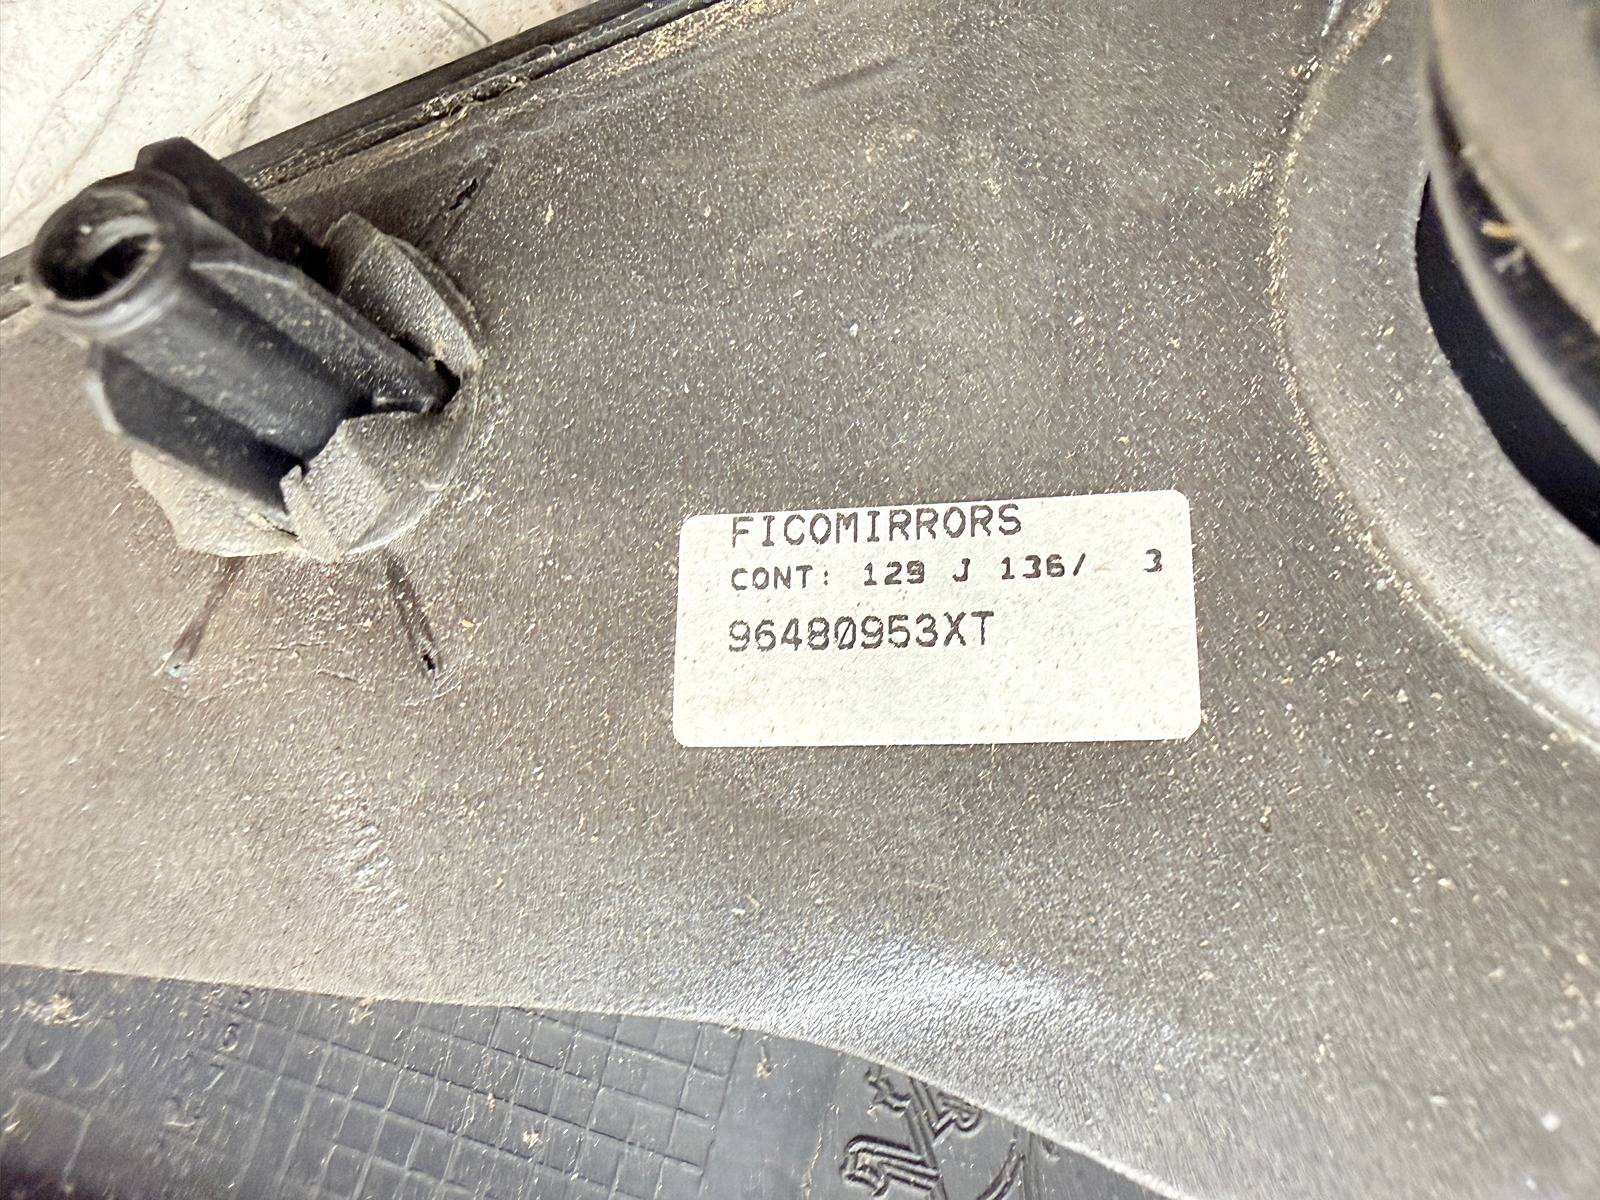 FICOMIRRORS
CONT: 129 J 136/ 3
96480953XT